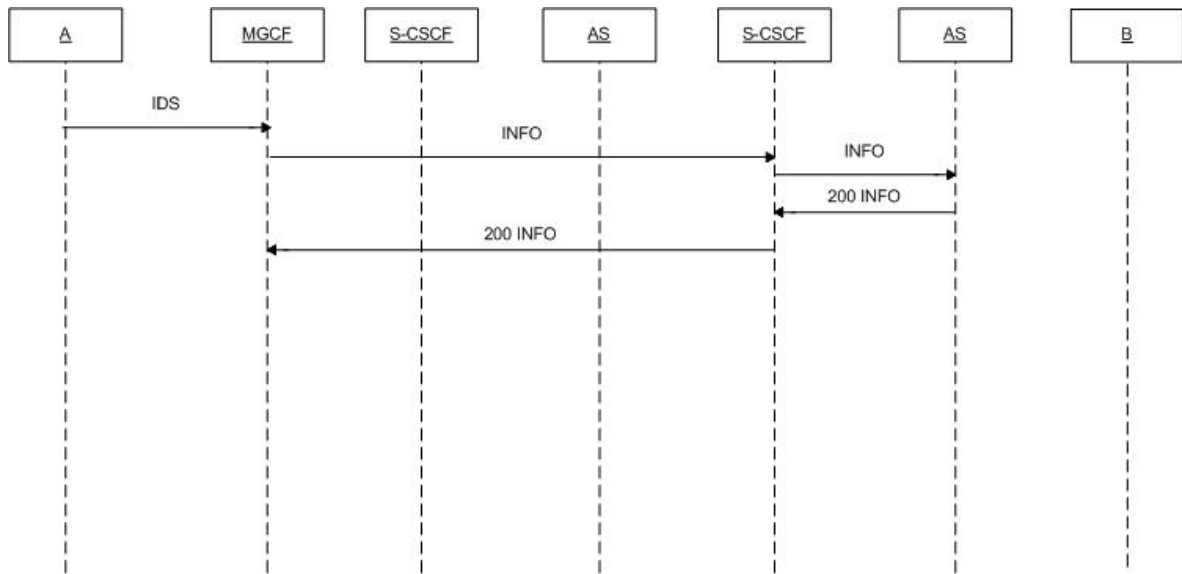 A
MGCF
S-CSCF
AS
S-CSCF
AS
B
IDS
INFO
INFO
200 INFO
200 INFO